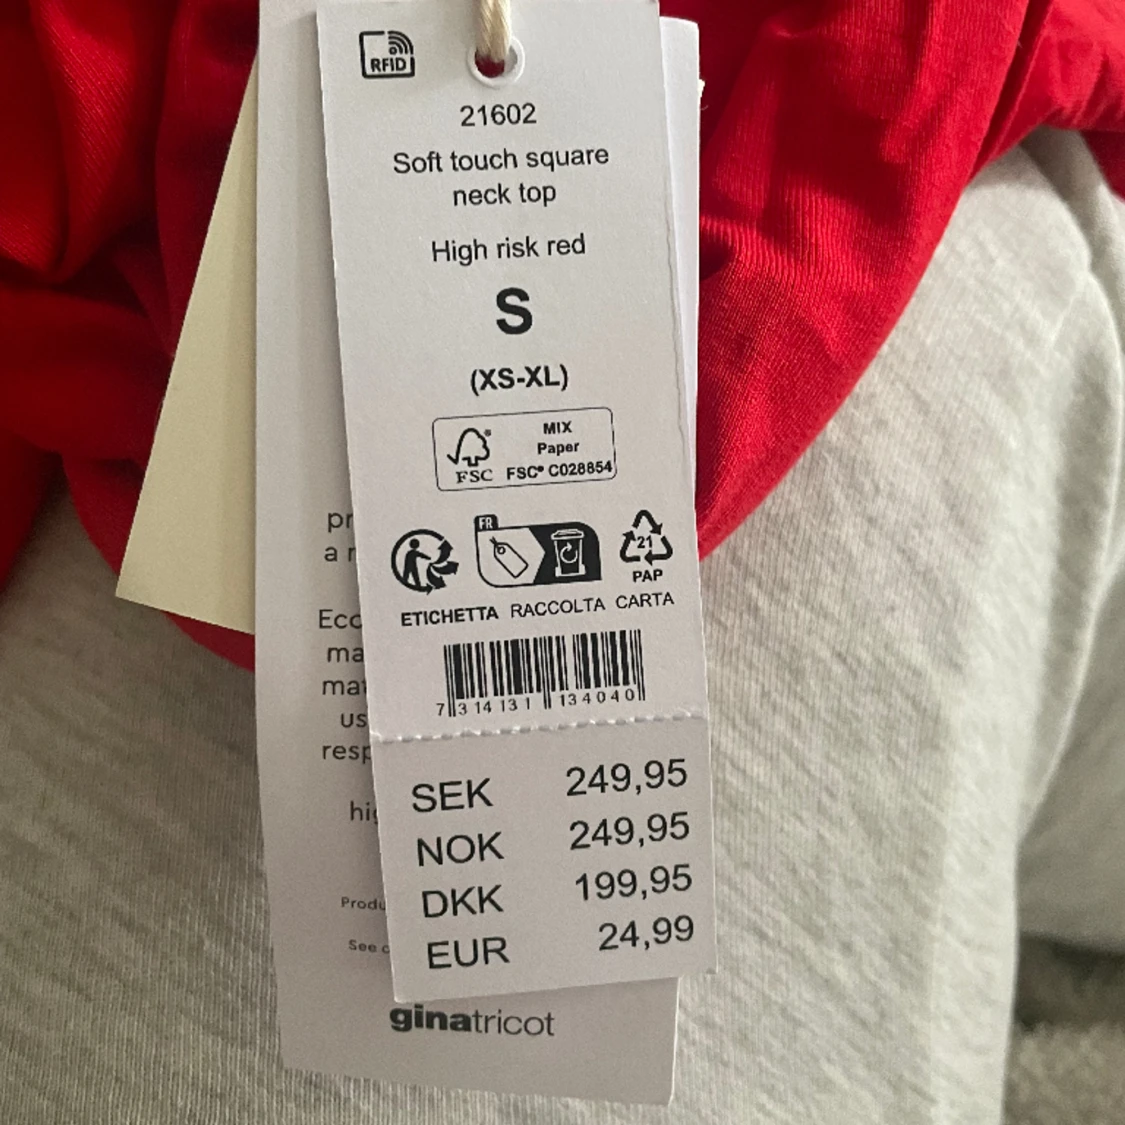 RFID
21602
Soft touch square
neck top
High risk red
S
(XS-XL)
MIX
Paper
FSC® C028854
FSC
FR
21
PAP
ETICHETTA RACCOLTA CARTA
7 314131 134040
SEK 249,95
NOK 249,95
DKK 199,95
EUR 24,99
See
ginatricot